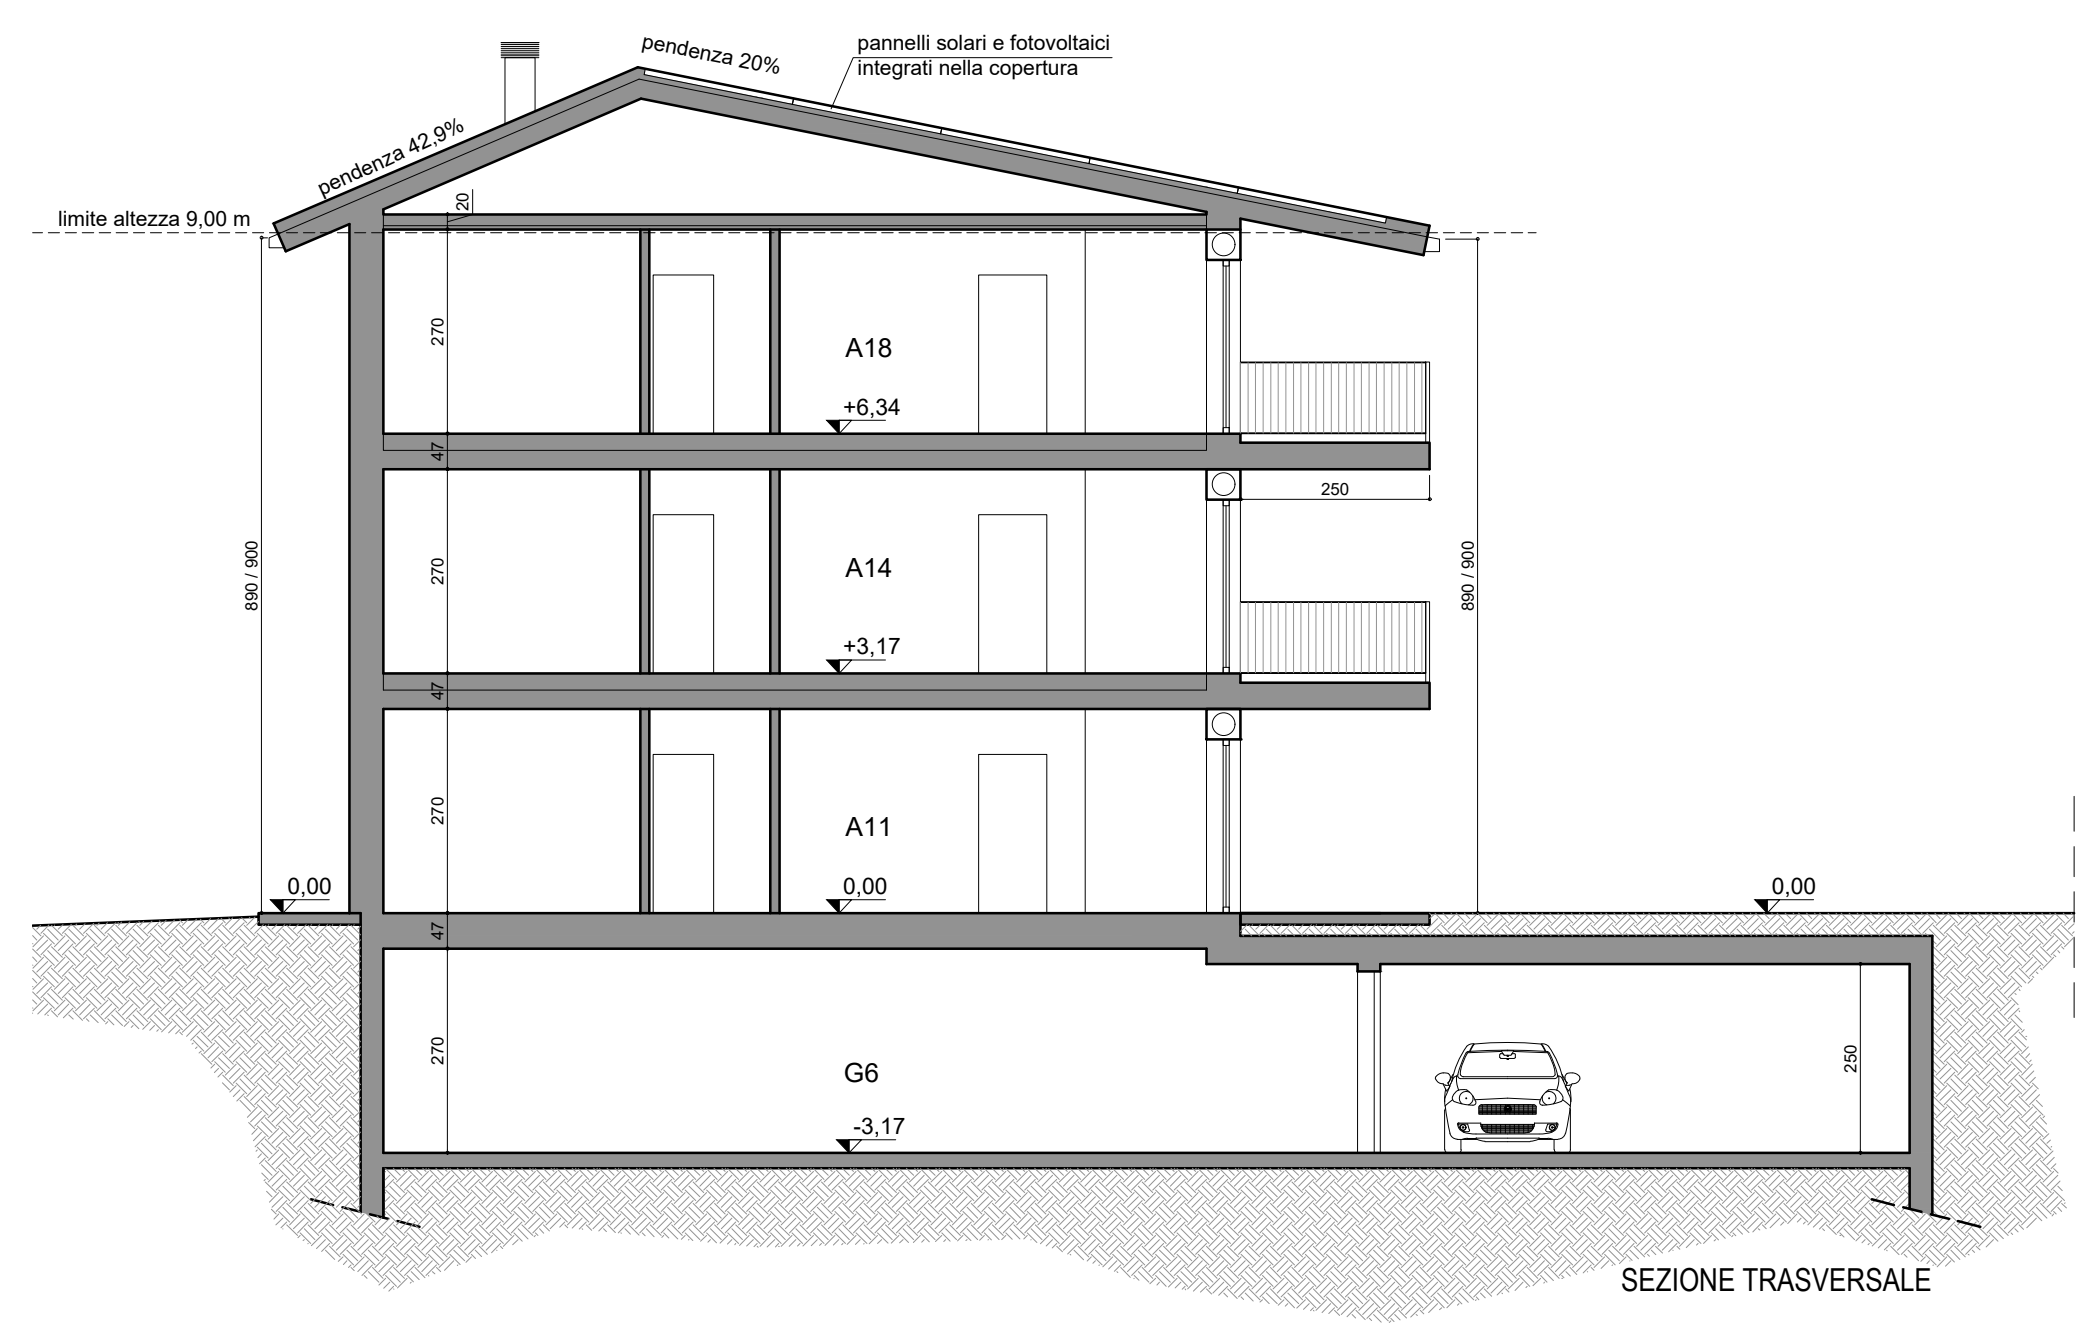 pendenza 20%
pannelli solari e fotovoltaici
integrati nella copertura
pendenza 42,9%
limite altezza 9,00 m
20
270
A18
+6,34
47
250
270
A14
890 / 900
890 / 900
+3,17
47
270
A11
0,00
0,00
0,00
47
270
G6
250
-3,17
SEZIONE TRASVERSALE